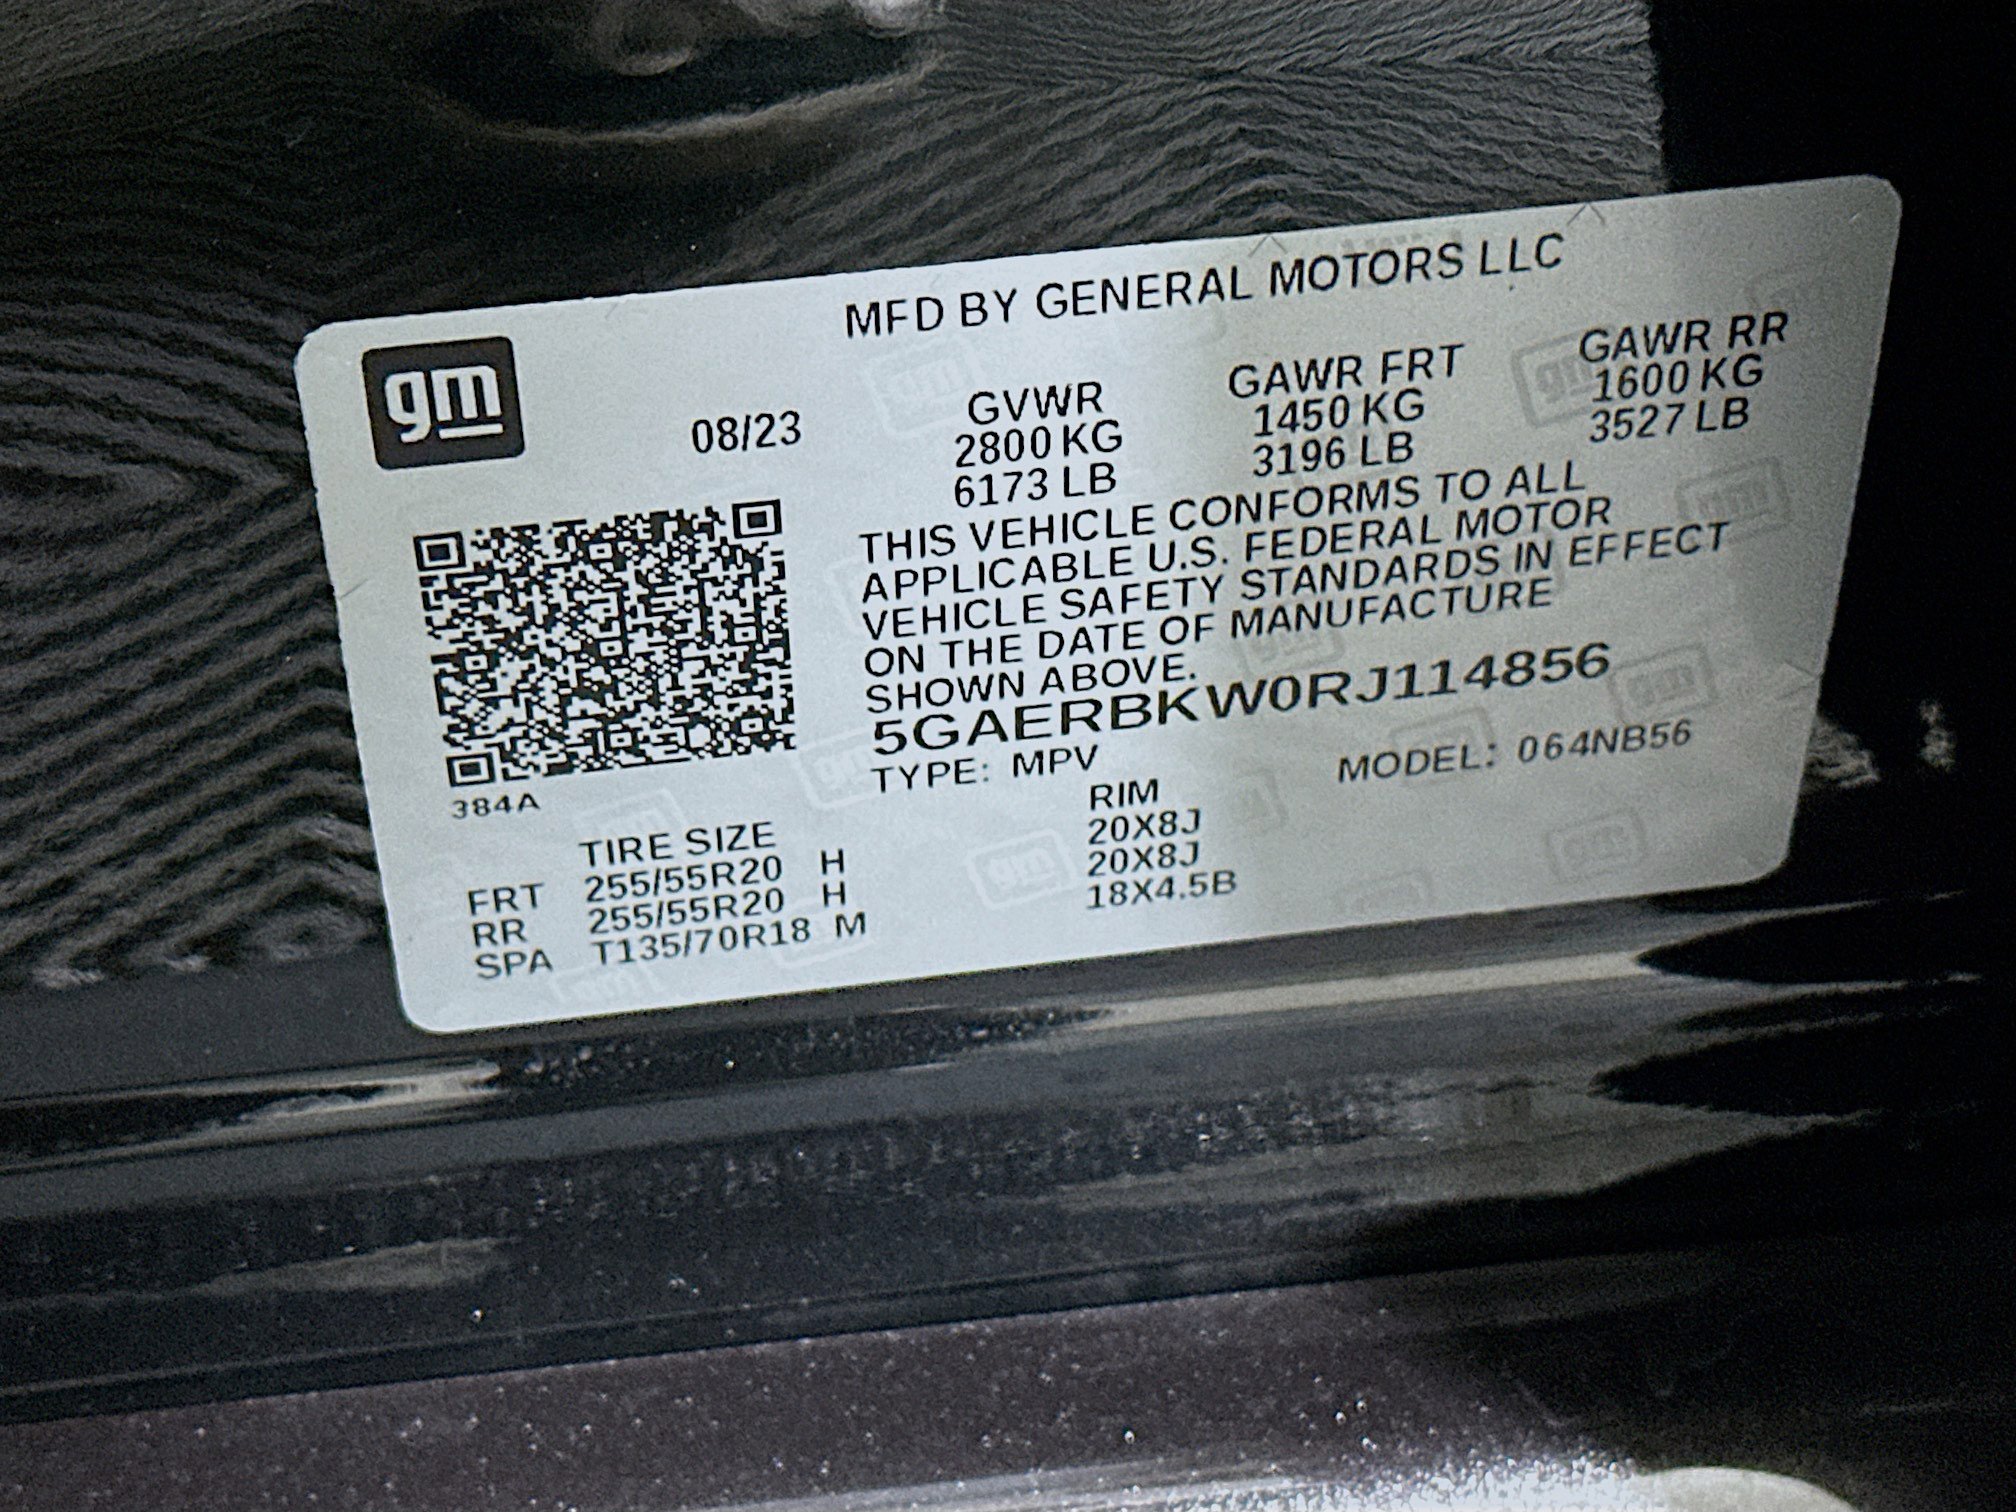 MFD BY GENERAL MOTORS LLC
gm
08/23
GVWR GAWR FRT GAWR RR
2800 KG 1450 KG 1600 KG
6173 LB 3196 LB 3527 LB
THIS VEHICLE CONFORMS TO ALL
APPLICABLE U.S. FEDERAL MOTOR
VEHICLE SAFETY STANDARDS IN EFFECT
ON THE DATE OF MANUFACTURE
SHOWN ABOVE.
5GAERBKW0RJ114856
TYPE: MPV MODEL: 064NB56
384A
TIRE SIZE RIM
FRT 255/55R20 H 20X8J
RR 255/55R20 H 20X8J
SPA T135/70R18 M 18X4.5B